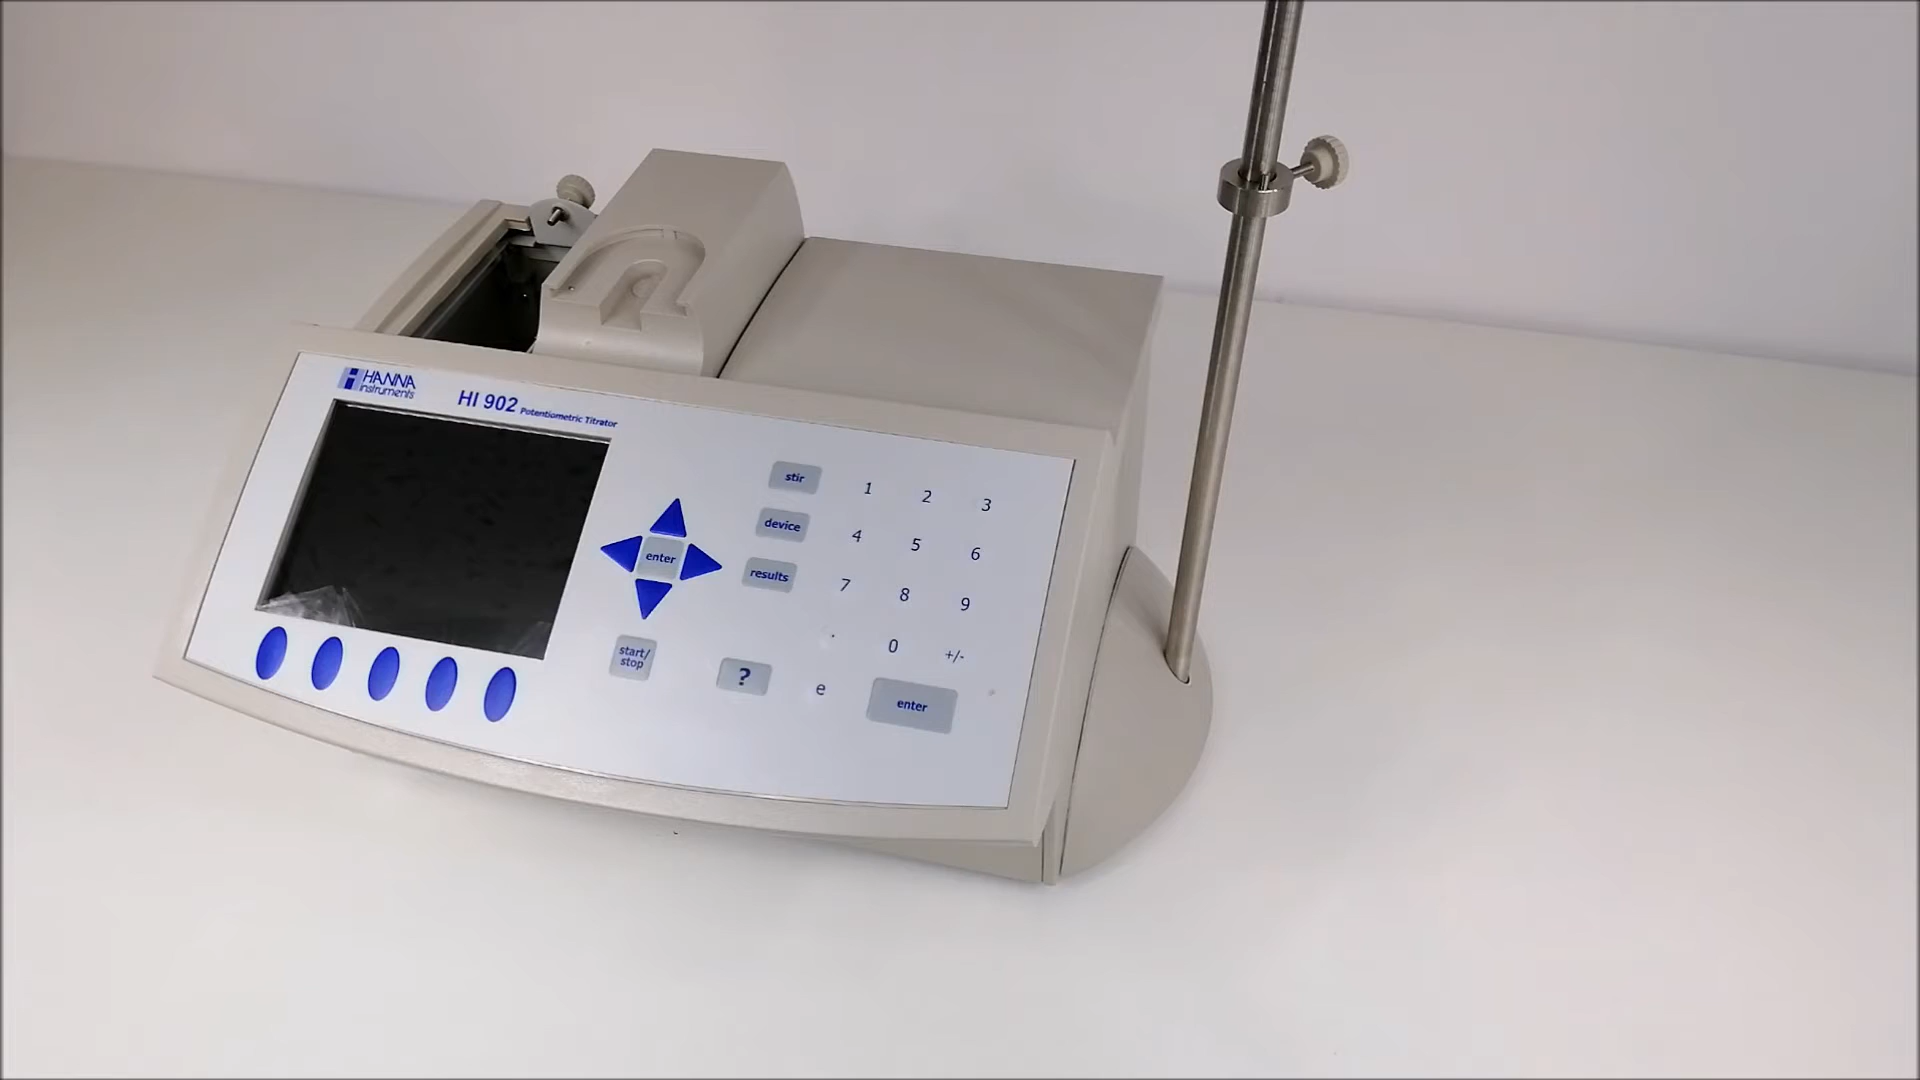 HANNA
instruments
HI 902 Potentiometric Titrator
stir
device
results
enter
start/
stop
?
1 2 3
4 5 6
7 8 9
. 0 +/-
e
enter